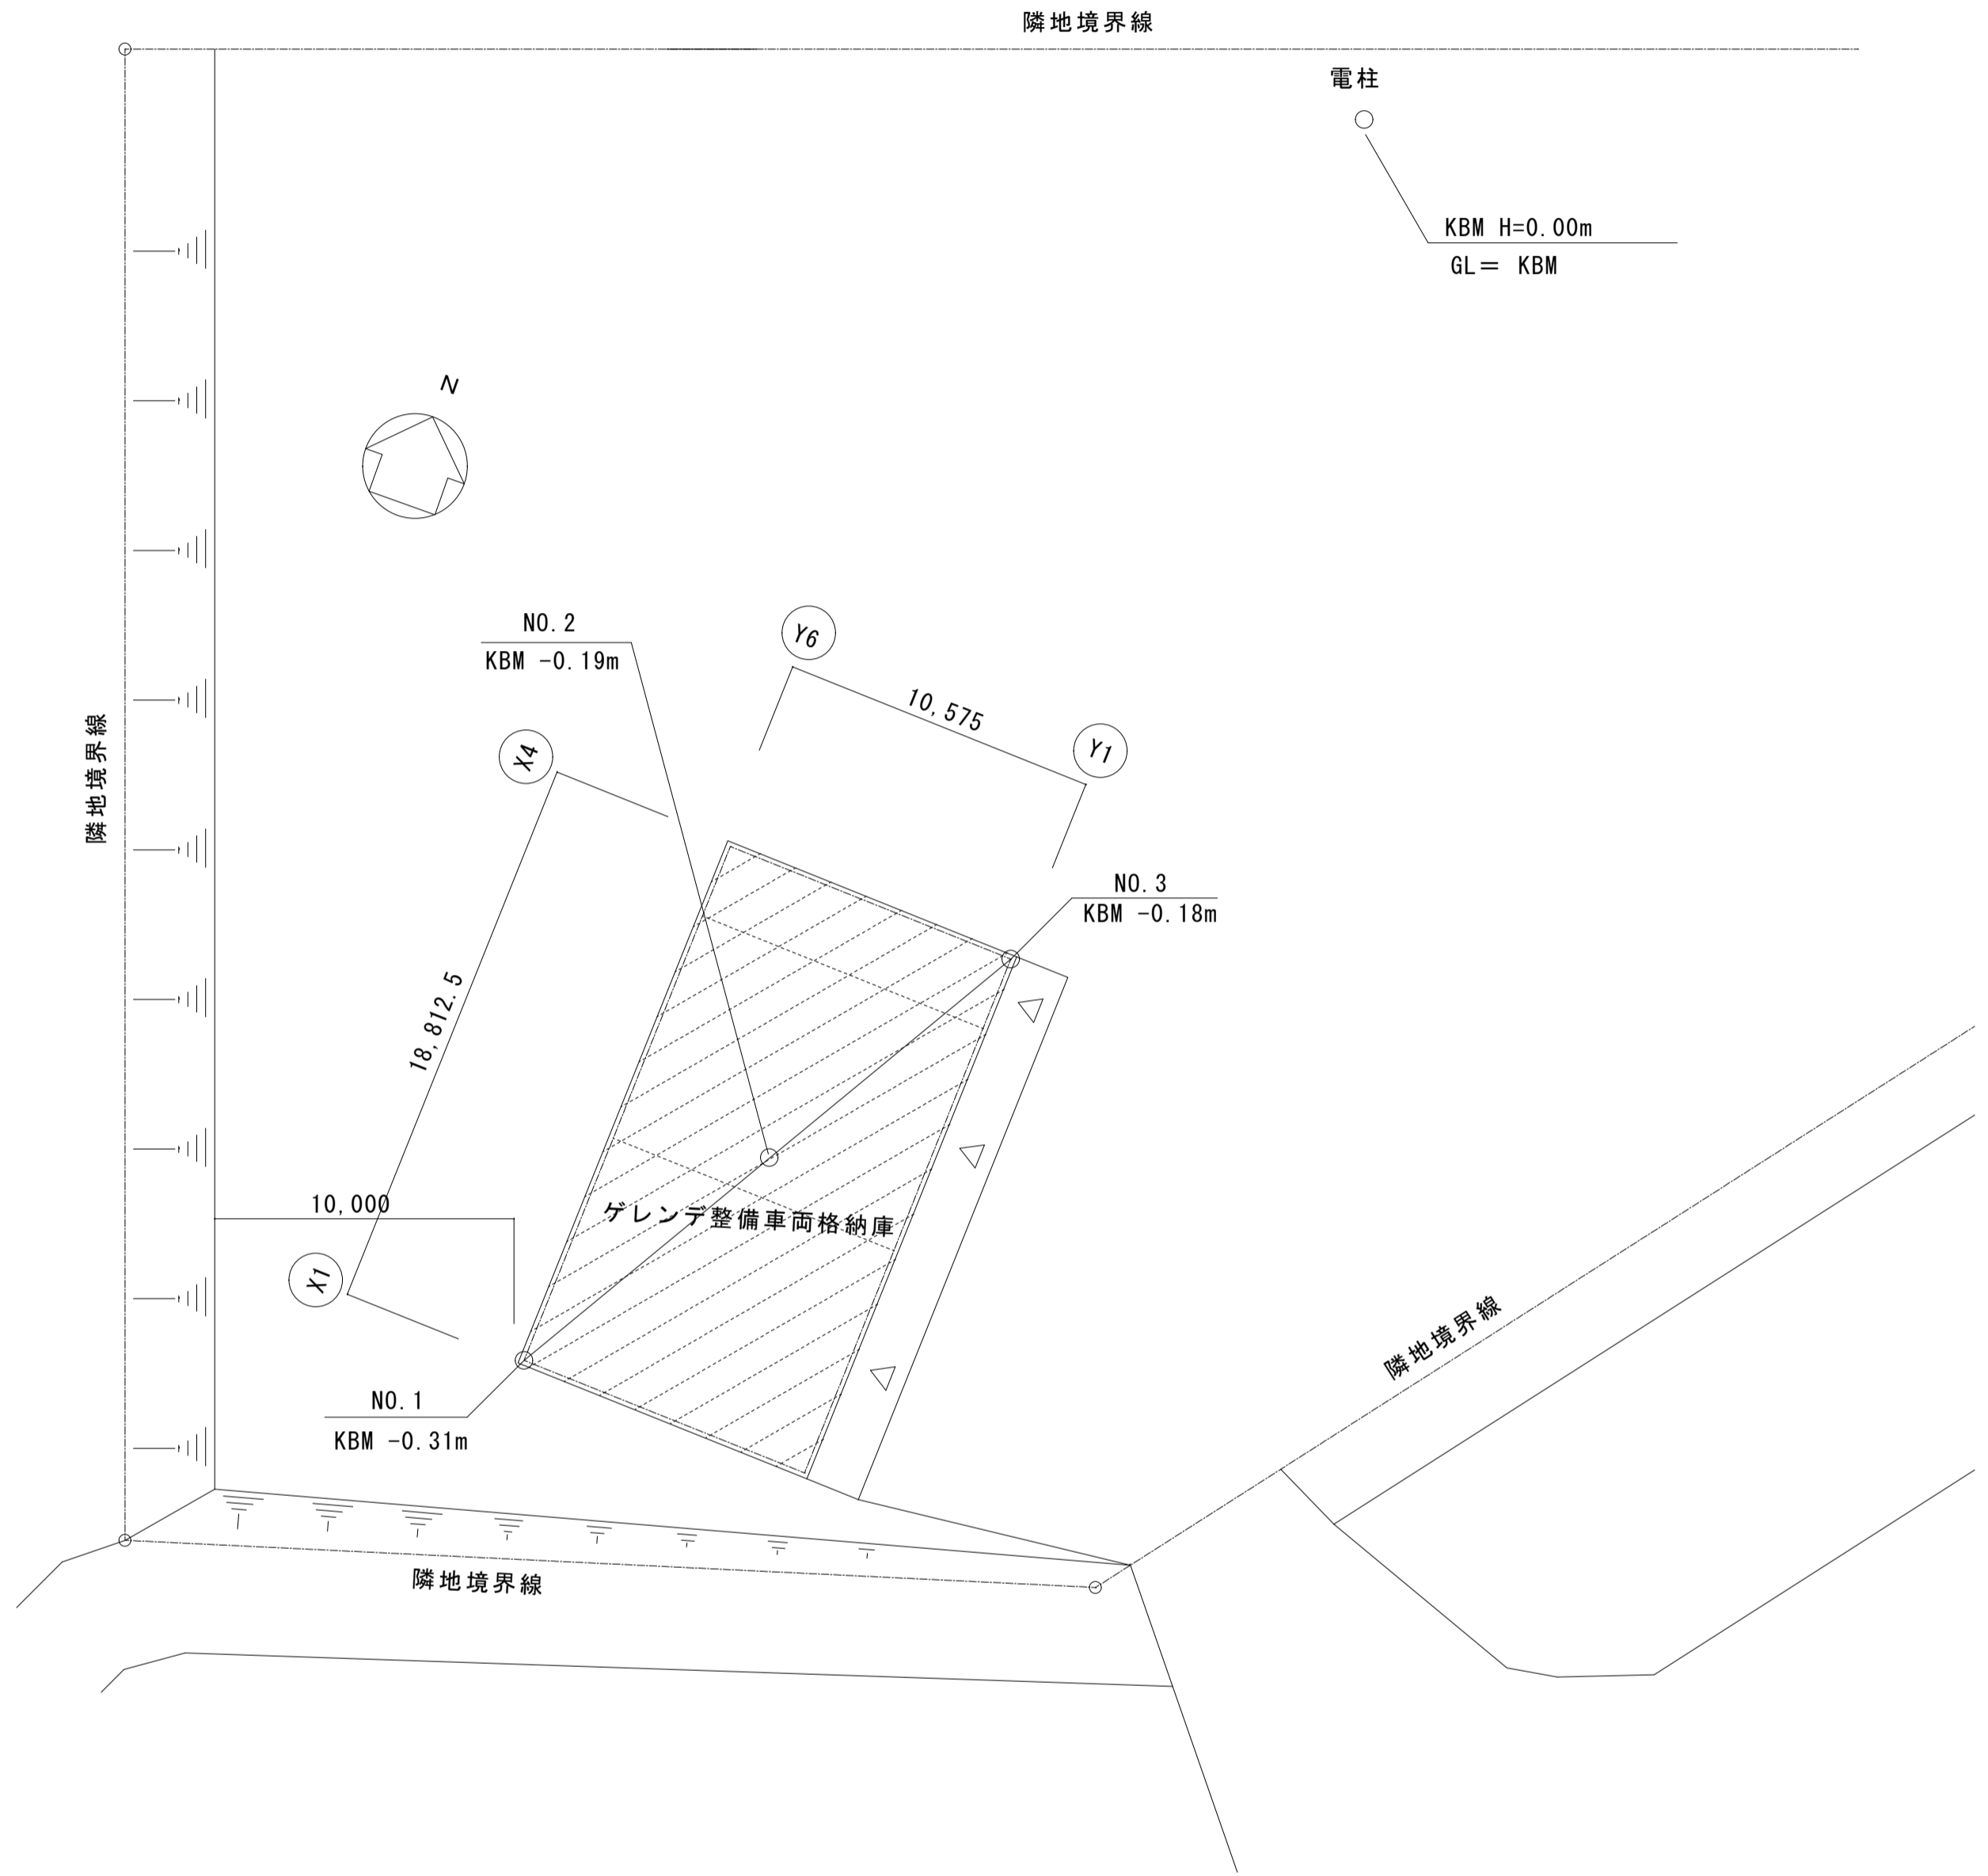 隣地境界線
電柱
KBM H=0.00m
GL＝ KBM
N
NO.2
KBM -0.19m
Y6
10,575
Y1
X4
隣地境界線
NO.3
KBM -0.18m
18,812.5
10,000
ゲレンデ整備車両格納庫
X1
隣地境界線
NO.1
KBM -0.31m
隣地境界線